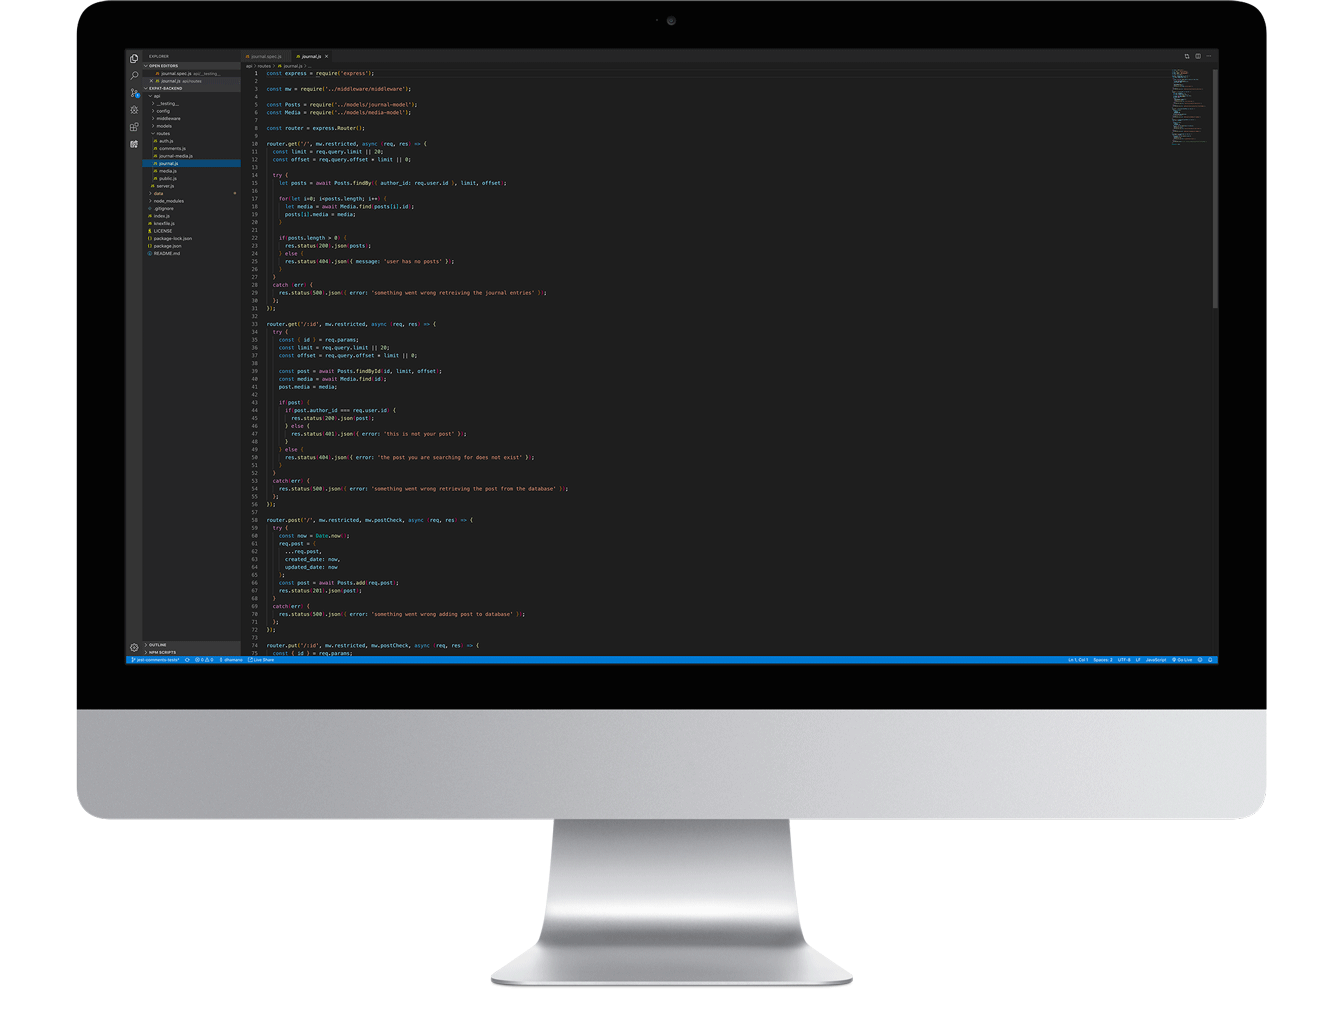 EXPLORER
OPEN EDITORS
journal.spec.js api/__testing__
journal.js api/routes
EXPAT-BACKEND
api
__testing__
config
middleware
models
routes
auth.js
comments.js
journal-media.js
journal.js
media.js
public.js
server.js
data
node_modules
.gitignore
index.js
knexfile.js
LICENSE
package-lock.json
package.json
README.md
OUTLINE
NPM SCRIPTS
journal.spec.js
journal.js
api > routes > journal.js > ...
1 const express = require('express');
2
3 const mw = require('../middleware/middleware');
4
5 const Posts = require('../models/journal-model');
6 const Media = require('../models/media-model');
7
8 const router = express.Router();
9
10 router.get('/', mw.restricted, async (req, res) => {
11 const limit = req.query.limit || 20;
12 const offset = req.query.offset * limit || 0;
13
14 try {
15 let posts = await Posts.findBy({ author_id: req.user.id }, limit, offset);
16
17 for(let i=0; i<posts.length; i++) {
18 let media = await Media.find(posts[i].id);
19 posts[i].media = media;
20 }
21
22 if(posts.length > 0) {
23 res.status(200).json(posts);
24 } else {
25 res.status(404).json({ message: 'user has no posts' });
26 }
27 }
28 catch (err) {
29 res.status(500).json({ error: 'something went wrong retreiving the journal entries' });
30 };
31 });
32
33 router.get('/:id', mw.restricted, async (req, res) => {
34 try {
35 const { id } = req.params;
36 const limit = req.query.limit || 20;
37 const offset = req.query.offset * limit || 0;
38
39 const post = await Posts.findById(id, limit, offset);
40 const media = await Media.find(id);
41 post.media = media;
42
43 if(post) {
44 if(post.author_id === req.user.id) {
45 res.status(200).json(post);
46 } else {
47 res.status(401).json({ error: 'this is not your post' });
48 }
49 } else {
50 res.status(404).json({ error: 'the post you are searching for does not exist' });
51 }
52 }
53 catch(err) {
54 res.status(500).json({ error: 'something went wrong retrieving the post from the database' });
55 };
56 });
57
58 router.post('/', mw.restricted, mw.postCheck, async (req, res) => {
59 try {
60 const now = Date.now();
61 req.post = {
62 ...req.post,
63 created_date: now,
64 updated_date: now
65 };
66 const post = await Posts.add(req.post);
67 res.status(201).json(post);
68 }
69 catch(err) {
70 res.status(500).json({ error: 'something went wrong adding post to database' });
71 };
72 });
73
74 router.put('/:id', mw.restricted, mw.postCheck, async (req, res) => {
75 const { id } = req.params;
jest-comments-tests* 0 0 dhumano Live Share Ln 1, Col 1 Spaces: 2 UTF-8 LF JavaScript Go Live